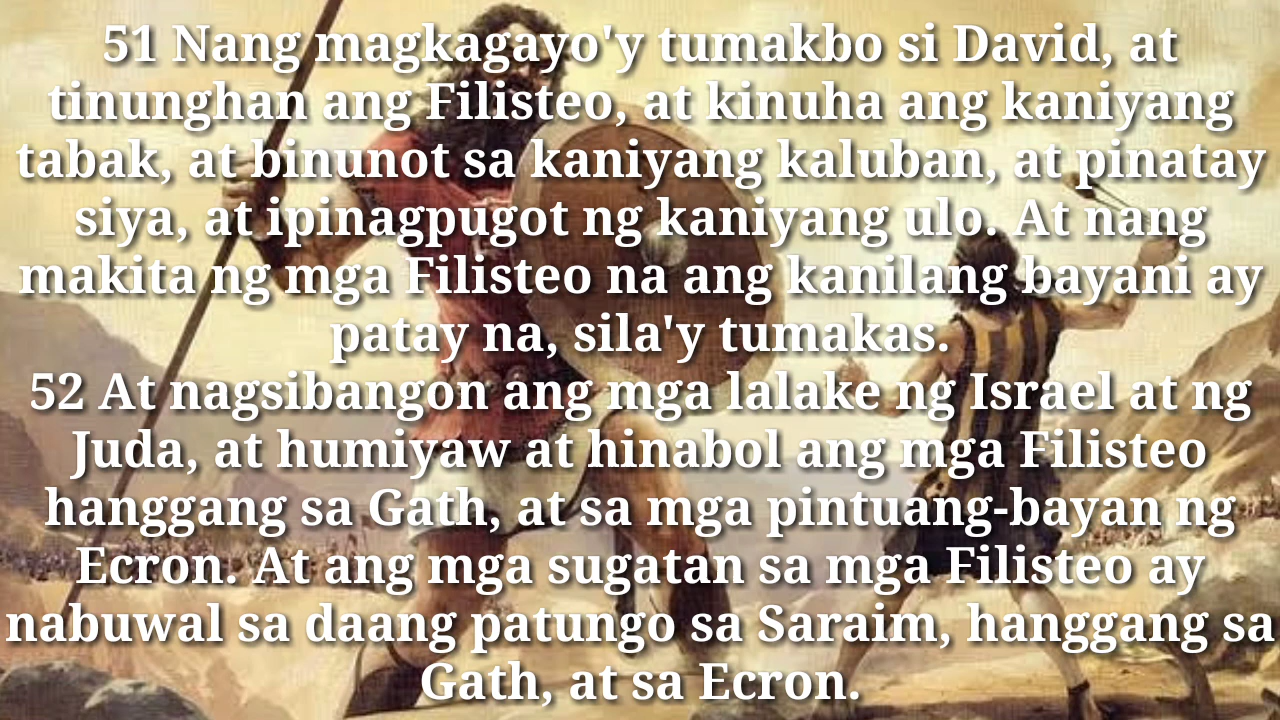 51 Nang magkagayo'y tumakbo si David, at
tinunghan ang Filisteo, at kinuha ang kaniyang
tabak, at binunot sa kaniyang kaluban, at pinatay
siya, at ipinagpugot ng kaniyang ulo. At nang
makita ng mga Filisteo na ang kanilang bayani ay
patay na, sila'y tumakas.
52 At nagsibangon ang mga lalake ng Israel at ng
Juda, at humiyaw at hinabol ang mga Filisteo
hanggang sa Gath, at sa mga pintuang-bayan ng
Ecron. At ang mga sugatan sa mga Filisteo ay
nabuwal sa daang patungo sa Saraim, hanggang sa
Gath, at sa Ecron.